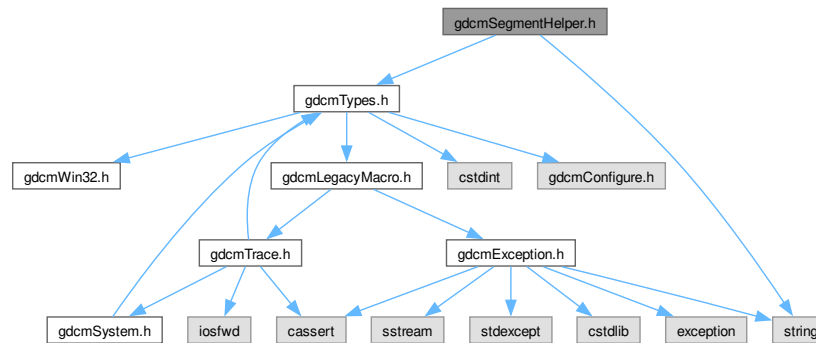 gdcmSegmentHelper.h
gdcmTypes.h
gdcmWin32.h
gdcmLegacyMacro.h
cstdint
gdcmConfigure.h
gdcmTrace.h
gdcmException.h
gdcmSystem.h
iosfwd
cassert
sstream
stdexcept
cstdlib
exception
string